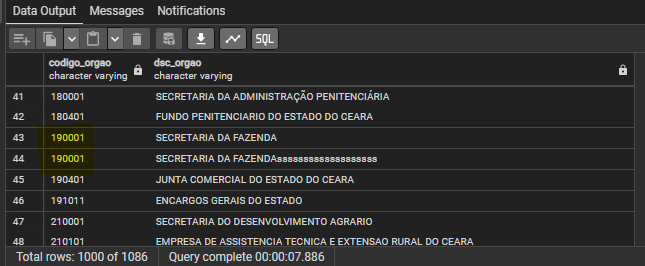 Data Output Messages Notifications
SQL
codigo_orgao dsc_orgao
character varying character varying
41 180001 SECRETARIA DA ADMINISTRAÇÃO PENITENCIÁRIA
42 180401 FUNDO PENITENCIARIO DO ESTADO DO CEARA
43 190001 SECRETARIA DA FAZENDA
44 190001 SECRETARIA DA FAZENDAsssssssssssssssssss
45 190401 JUNTA COMERCIAL DO ESTADO DO CEARA
46 191011 ENCARGOS GERAIS DO ESTADO
47 210001 SECRETARIA DO DESENVOLVIMENTO AGRARIO
48 210101 EMPRESA DE ASSISTENCIA TECNICA E EXTENSAO RURAL DO CEARA
Total rows: 1000 of 1086 Query complete 00:00:07.886